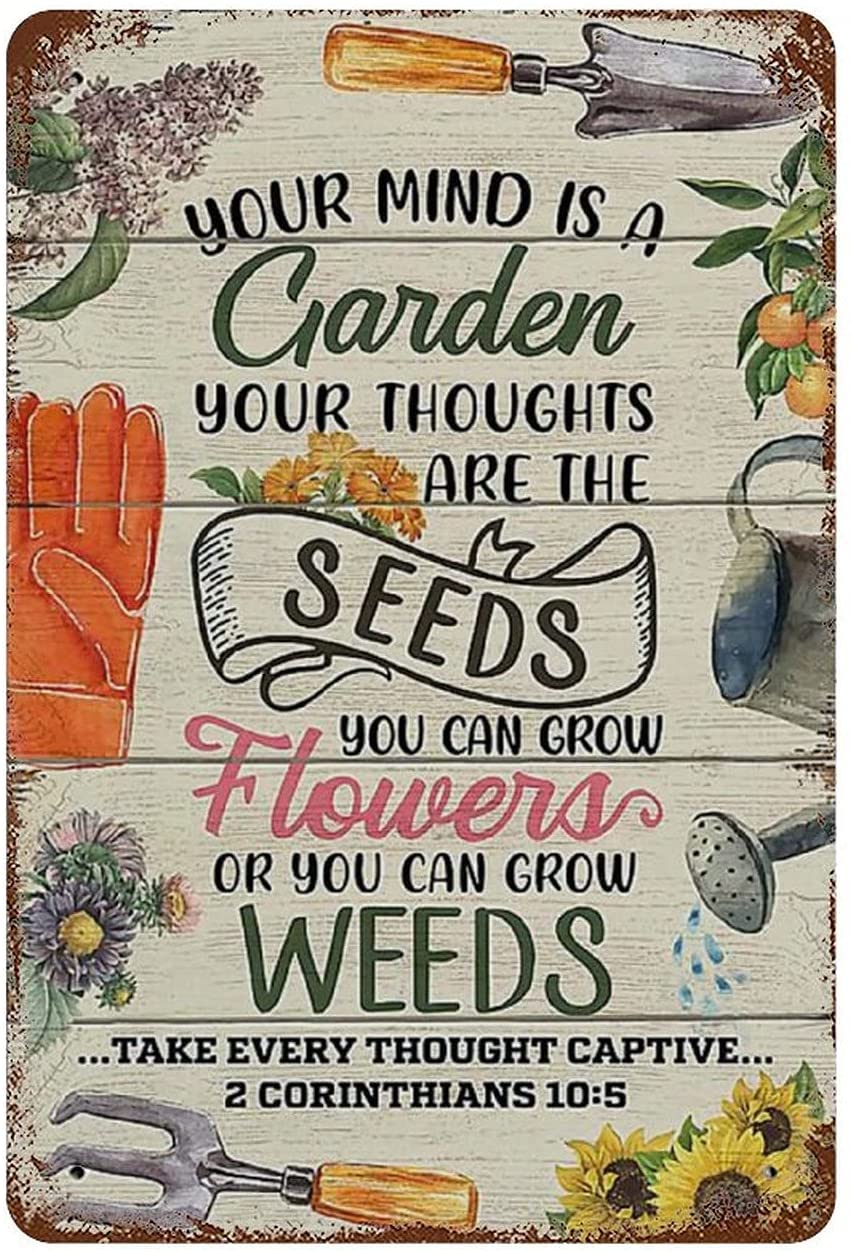 YOUR MIND IS A
Garden
YOUR THOUGHTS
ARE THE
SEEDS
YOU CAN GROW
Flowers
OR YOU CAN GROW
WEEDS
...TAKE EVERY THOUGHT CAPTIVE...
2 CORINTHIANS 10:5